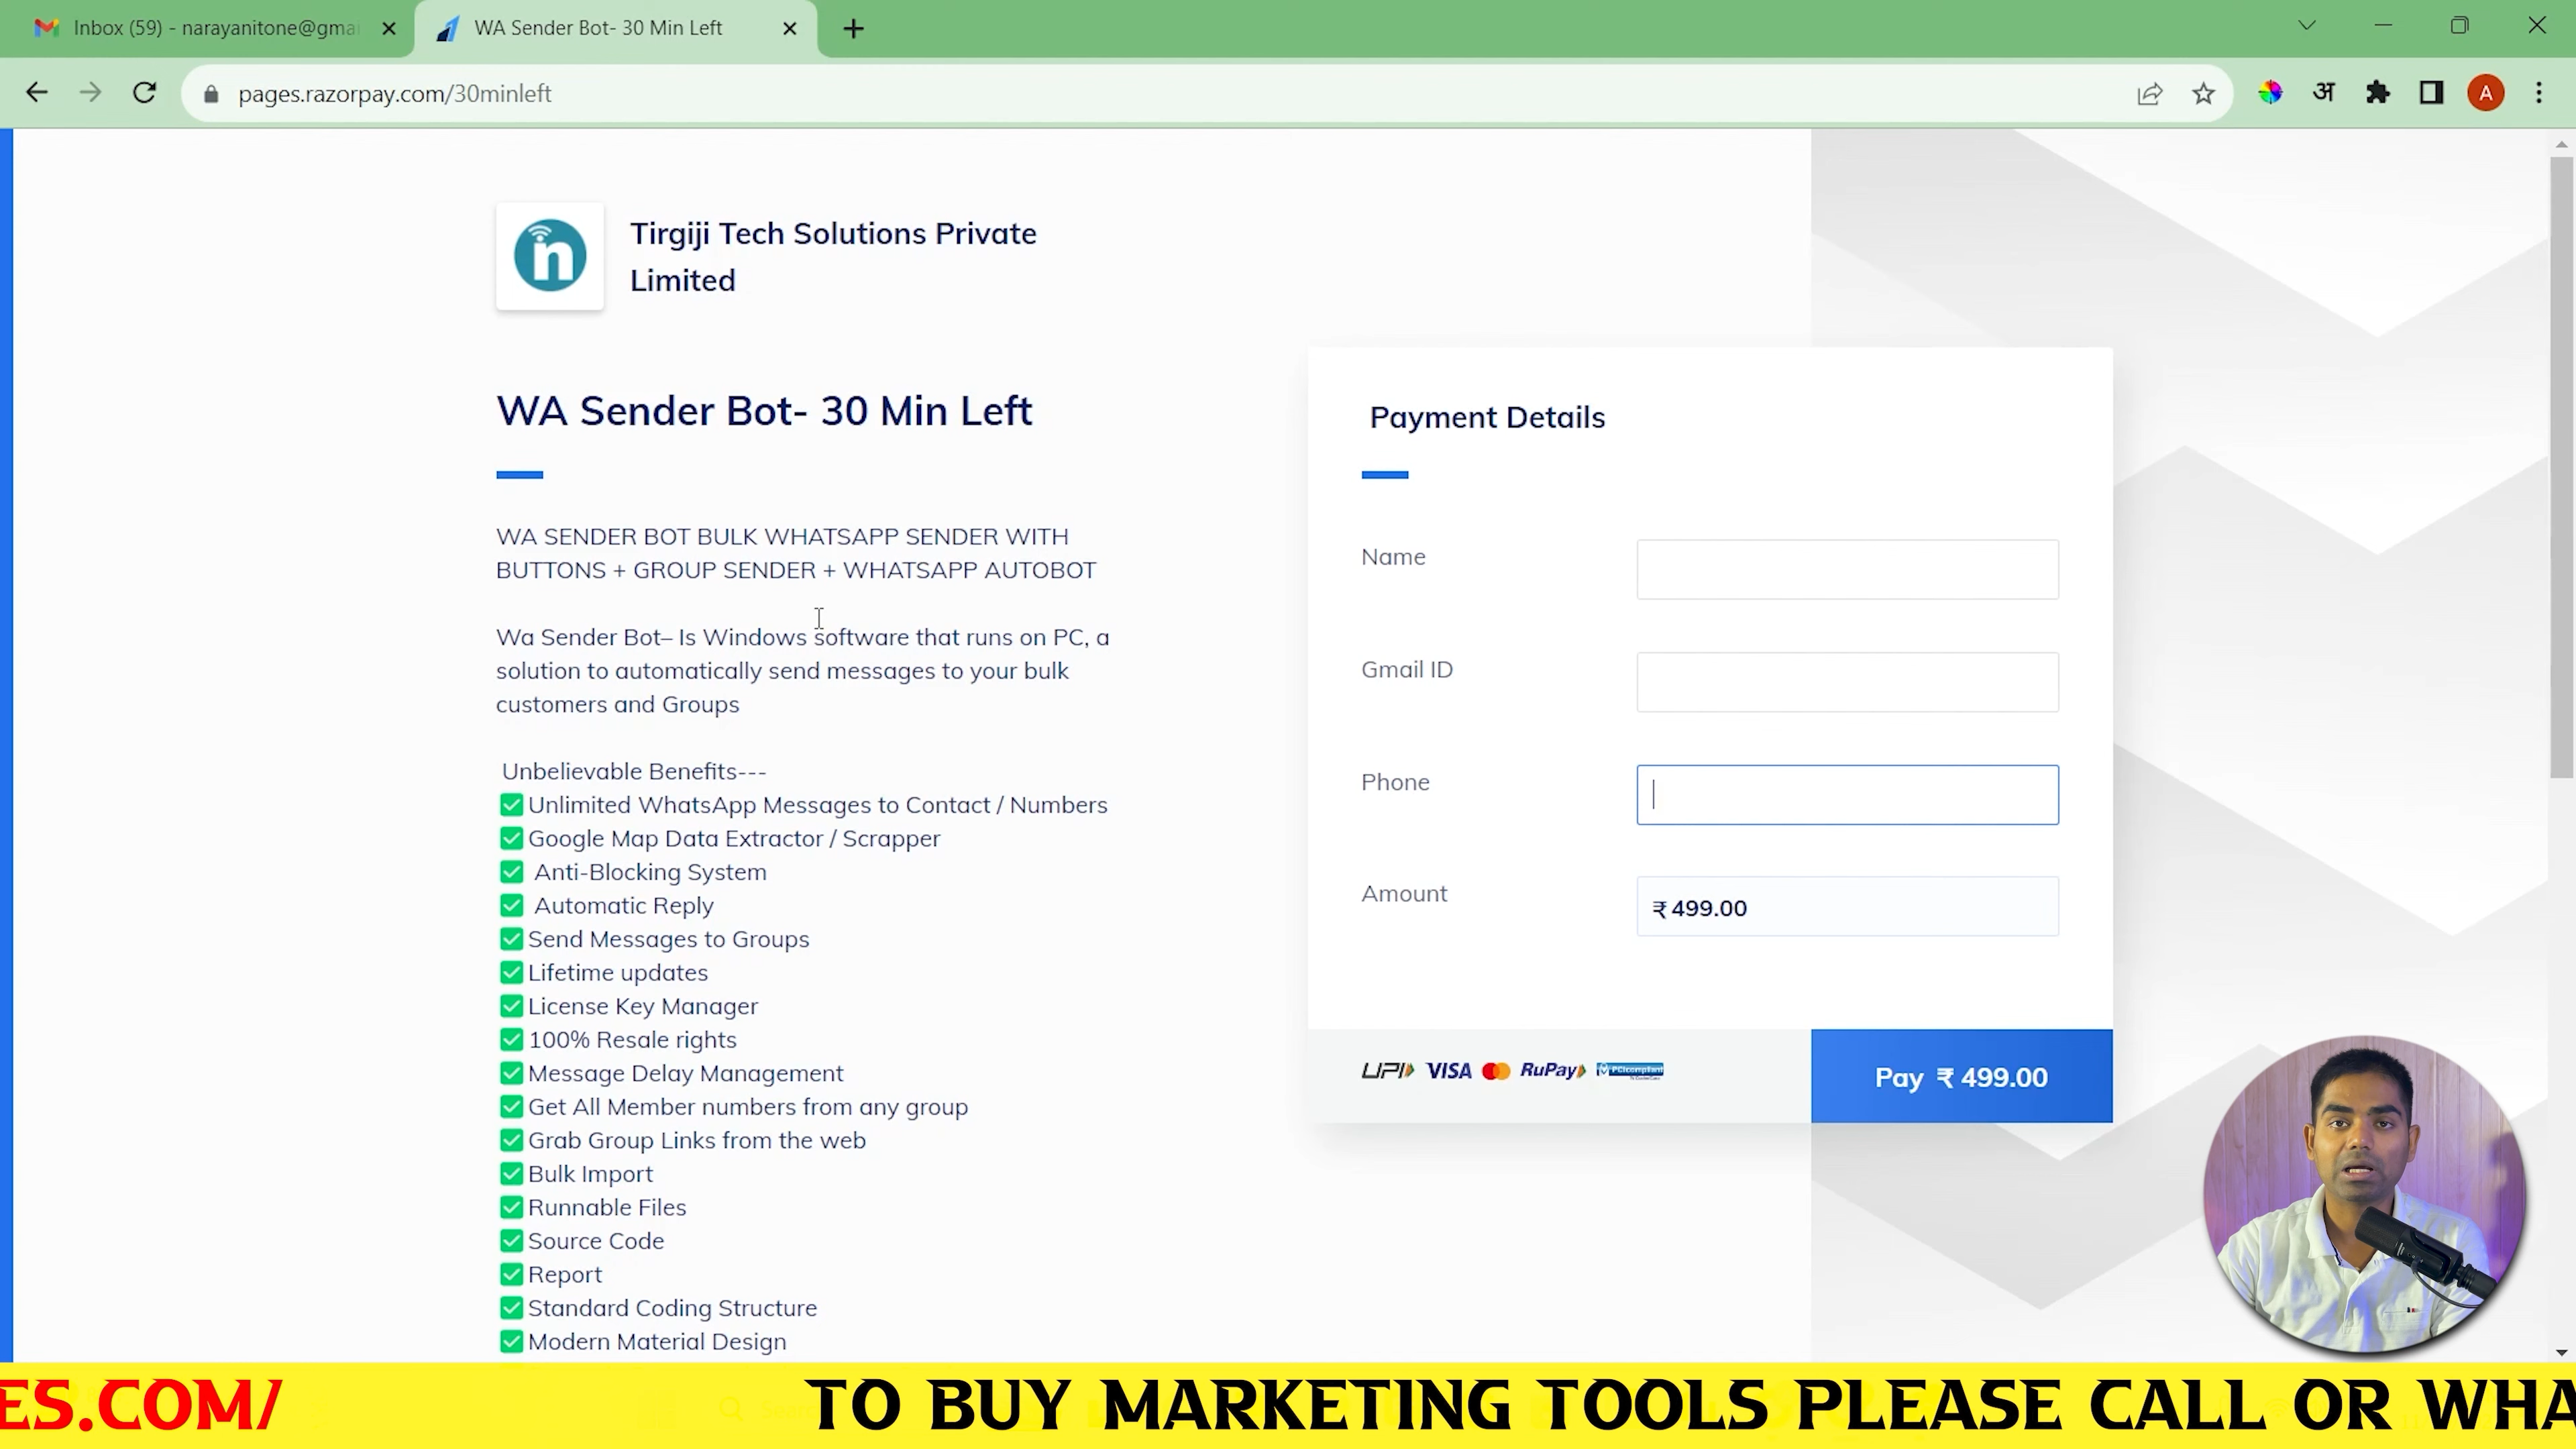 Inbox (59) - narayanitone@gmai
WA Sender Bot- 30 Min Left
pages.razorpay.com/30minleft
अ
A
n
Tirgiji Tech Solutions Private
Limited
WA Sender Bot- 30 Min Left
WA SENDER BOT BULK WHATSAPP SENDER WITH
BUTTONS + GROUP SENDER + WHATSAPP AUTOBOT
Wa Sender Bot– Is Windows software that runs on PC, a
solution to automatically send messages to your bulk
customers and Groups
Unbelievable Benefits---
✅Unlimited WhatsApp Messages to Contact / Numbers
✅Google Map Data Extractor / Scrapper
✅ Anti-Blocking System
✅ Automatic Reply
✅Send Messages to Groups
✅Lifetime updates
✅License Key Manager
✅100% Resale rights
✅Message Delay Management
✅Get All Member numbers from any group
✅Grab Group Links from the web
✅Bulk Import
✅Runnable Files
✅Source Code
✅Report
✅Standard Coding Structure
✅Modern Material Design
Payment Details
Name
Gmail ID
Phone
Amount
₹ 499.00
UPI VISA RuPay PCI compliant
Pay ₹ 499.00
ES.COM/ TO BUY MARKETING TOOLS PLEASE CALL OR WHA